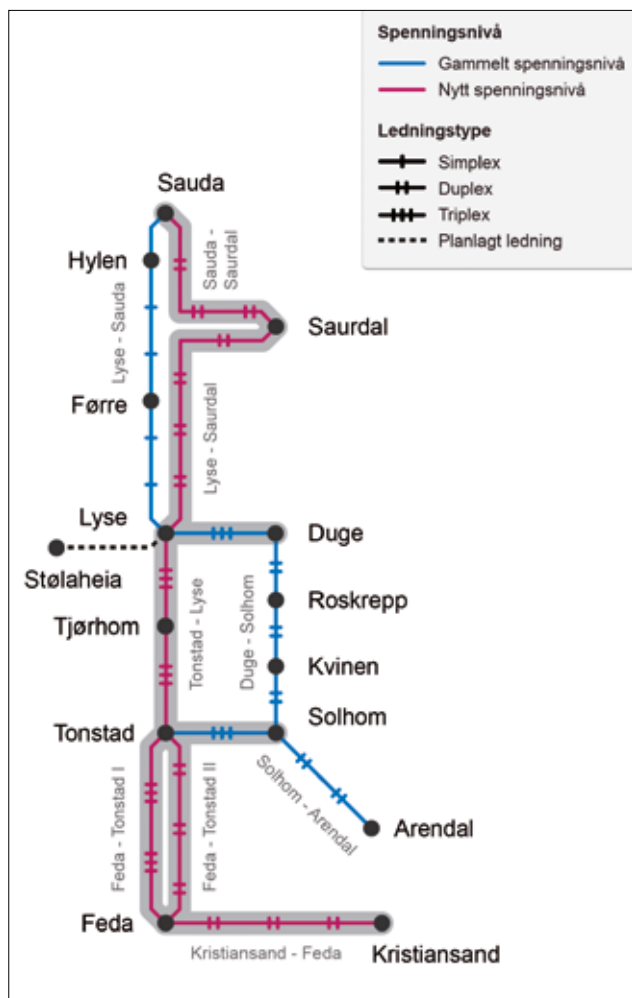 Spenningsnivå
Gammelt spenningsnivå
Nytt spenningsnivå
Ledningstype
Simplex
Duplex
Triplex
Planlagt ledning
Sauda
Hylen
Sauda -
Saurdal
Lyse - Sauda
Saurdal
Førre
Lyse - Saurdal
Lyse
Duge
Stølaheia
Roskrepp
Tjørhom
Tonstad - Lyse
Duge - Solhom
Kvinen
Solhom
Tonstad
Solhom - Arendal
Feda - Tonstad I
Feda - Tonstad II
Arendal
Feda
Kristiansand - Feda
Kristiansand